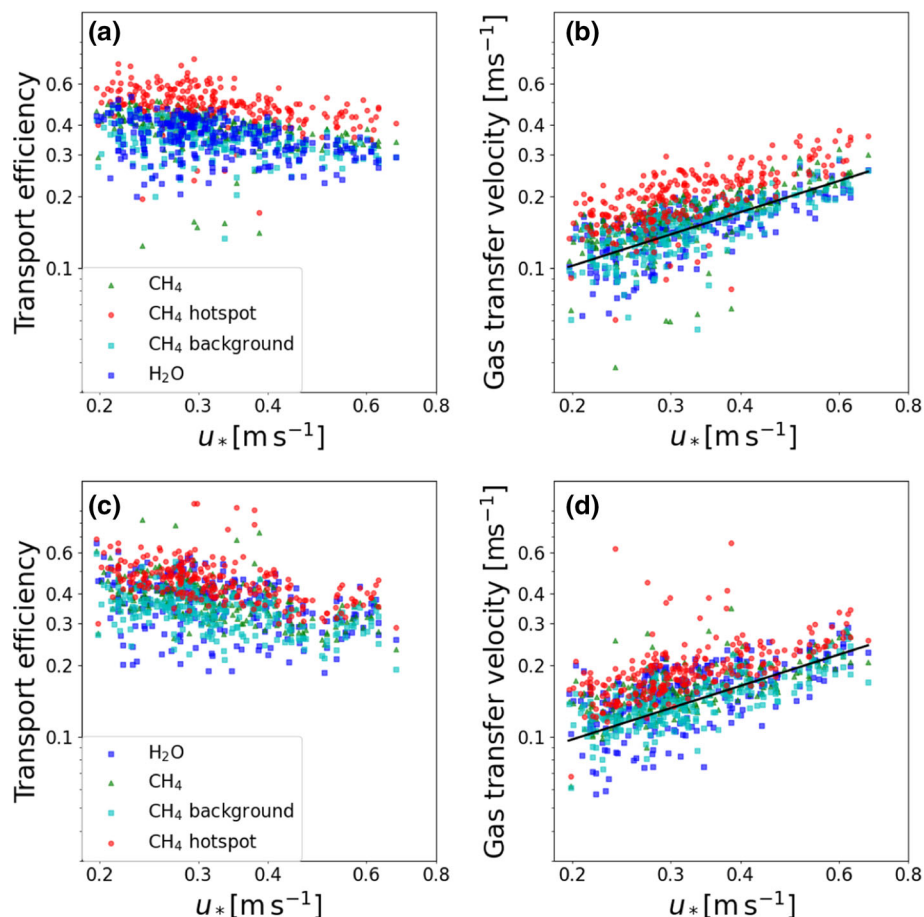 (a)
Transport efficiency
0.6
0.4
0.3
0.2
0.1
CH₄
CH₄ hotspot
CH₄ background
H₂O
0.2 0.3 0.4 0.6 0.8
u* [m s⁻¹]
(b)
Gas transfer velocity [ms⁻¹]
0.6
0.4
0.3
0.2
0.1
0.2 0.3 0.4 0.6 0.8
u* [m s⁻¹]
(c)
Transport efficiency
0.6
0.4
0.3
0.2
0.1
H₂O
CH₄
CH₄ background
CH₄ hotspot
0.2 0.3 0.4 0.6 0.8
u* [m s⁻¹]
(d)
Gas transfer velocity [ms⁻¹]
0.6
0.4
0.3
0.2
0.1
0.2 0.3 0.4 0.6 0.8
u* [m s⁻¹]